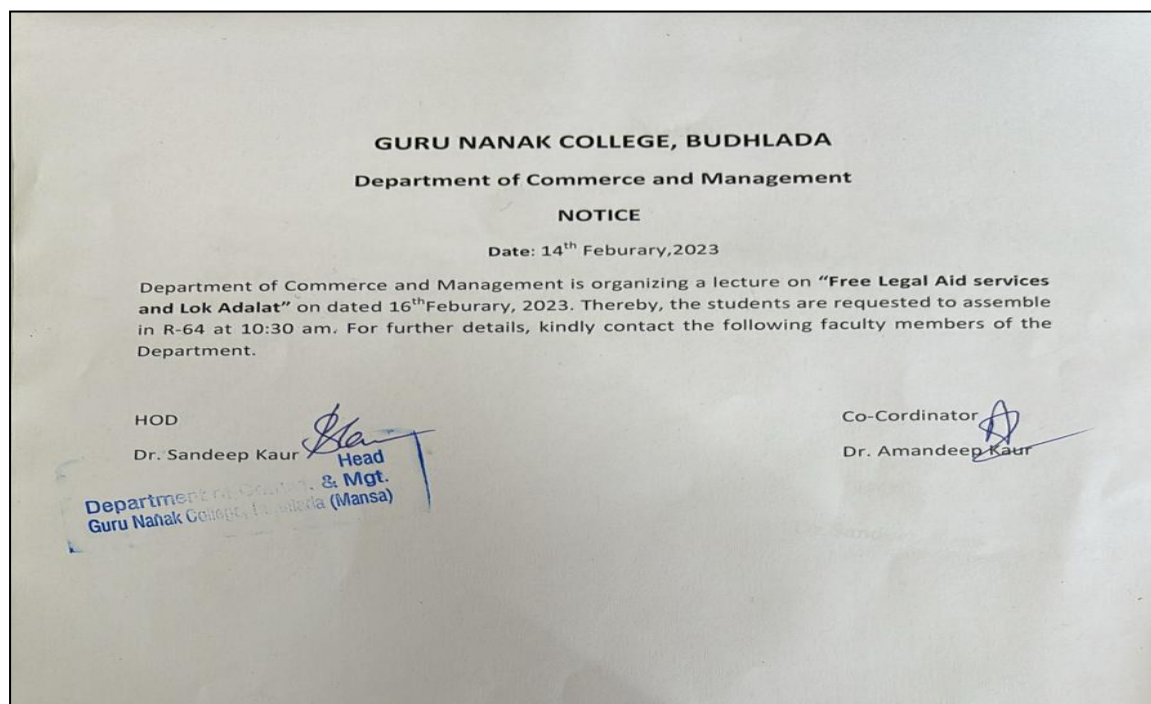 GURU NANAK COLLEGE, BUDHLADA
Department of Commerce and Management
NOTICE
Date: 14th Feburary,2023
Department of Commerce and Management is organizing a lecture on “Free Legal Aid services
and Lok Adalat” on dated 16thFeburary, 2023. Thereby, the students are requested to assemble
in R-64 at 10:30 am. For further details, kindly contact the following faculty members of the
Department.
HOD
Co-Cordinator
Dr. Sandeep Kaur
Dr. Amandeep Kaur
Head
Department & Mgt.
Guru Nanak (Mansa)